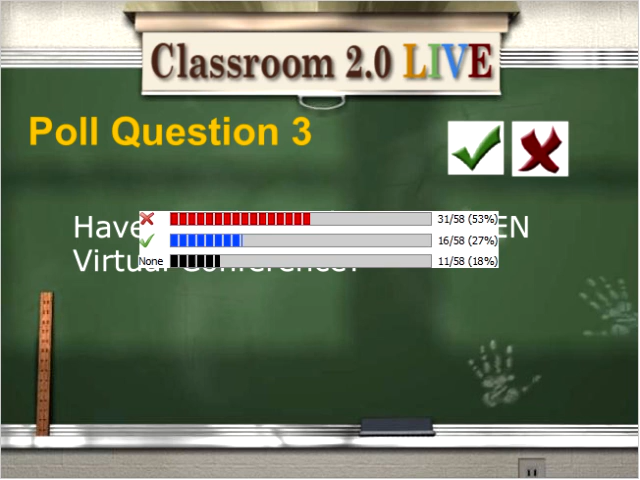 Classroom 2.0 LIVE
Poll Question 3
31/58 (53%)
Have EN
16/58 (27%)
Virtual Conference?
None 11/58 (18%)